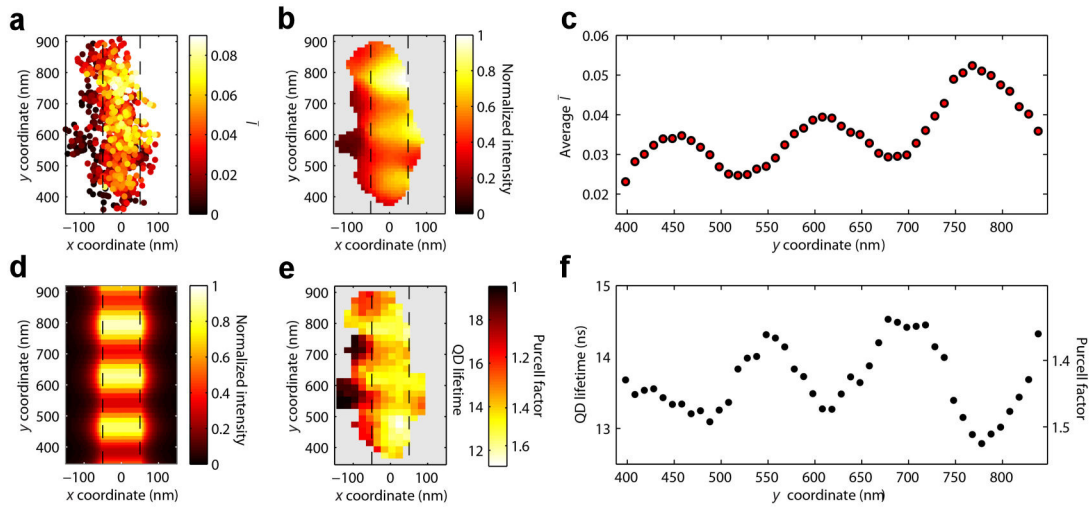 a
900
800
700
600
500
400
y coordinate (nm)
−100 0 100
x coordinate (nm)
0.08
0.06
0.04
0.02
0
Ī
b
900
800
700
600
500
400
y coordinate (nm)
−100 0 100
x coordinate (nm)
1
0.8
0.6
0.4
0.2
0
Normalized intensity
c
0.06
0.05
0.04
0.03
0.02
Average Ī
400 450 500 550 600 650 700 750 800
y coordinate (nm)
d
900
800
700
600
500
400
y coordinate (nm)
−100 0 100
x coordinate (nm)
1
0.8
0.6
0.4
0.2
0
Normalized intensity
e
900
800
700
600
500
400
y coordinate (nm)
−100 0 100
x coordinate (nm)
QD lifetime
18
16
14
12
1
1.2
1.4
1.6
Purcell factor
f
15
14
13
QD lifetime (ns)
400 450 500 550 600 650 700 750 800
y coordinate (nm)
1.4
1.5
Purcell factor